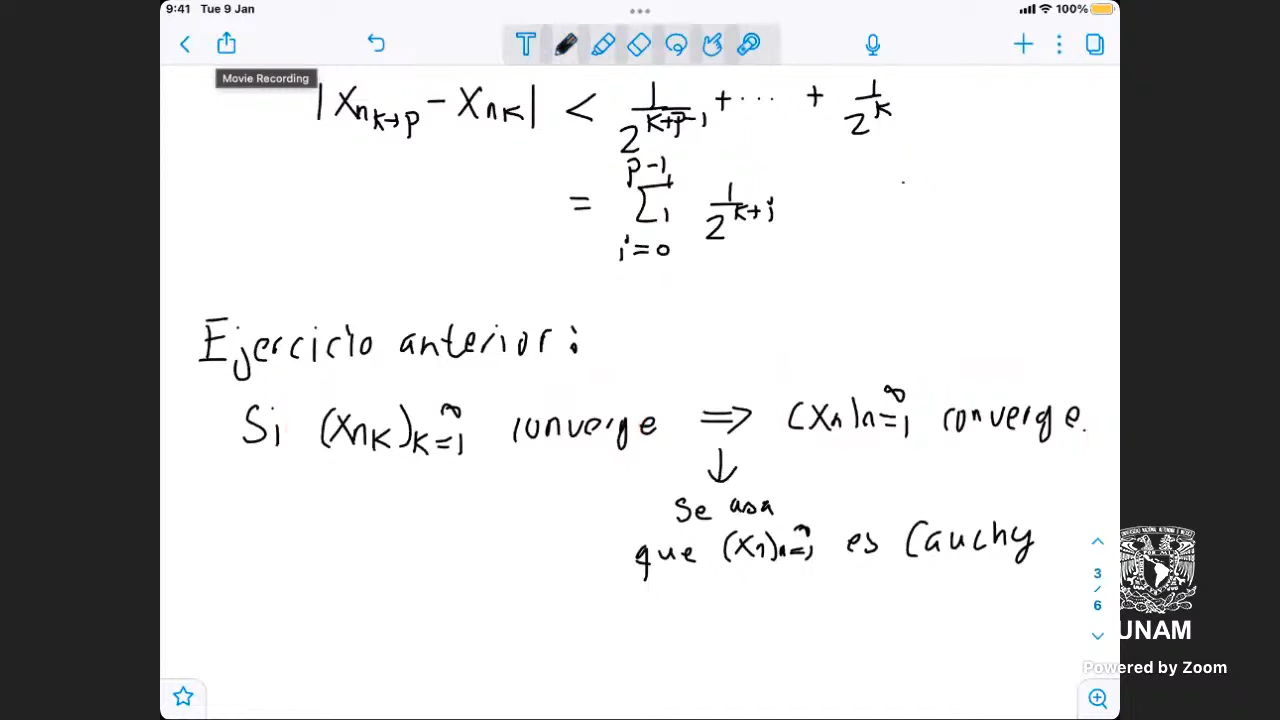 9:41 Tue 9 Jan 100%
Movie Recording
|x_{n_{k+p}} - x_{n_k}| < 1/2^{k+p-1} + ... + 1/2^k
= Σ_{i=0}^{p-1} 1/2^{k+i}
Ejercicio anterior:
Si (x_{n_k})_{k=1}^∞ converge ⇒ (x_n)_{n=1}^∞ converge.
↓
Se usa
que (x_n)_{n=1}^∞ es Cauchy
3
/
6
UNAM
Powered by Zoom